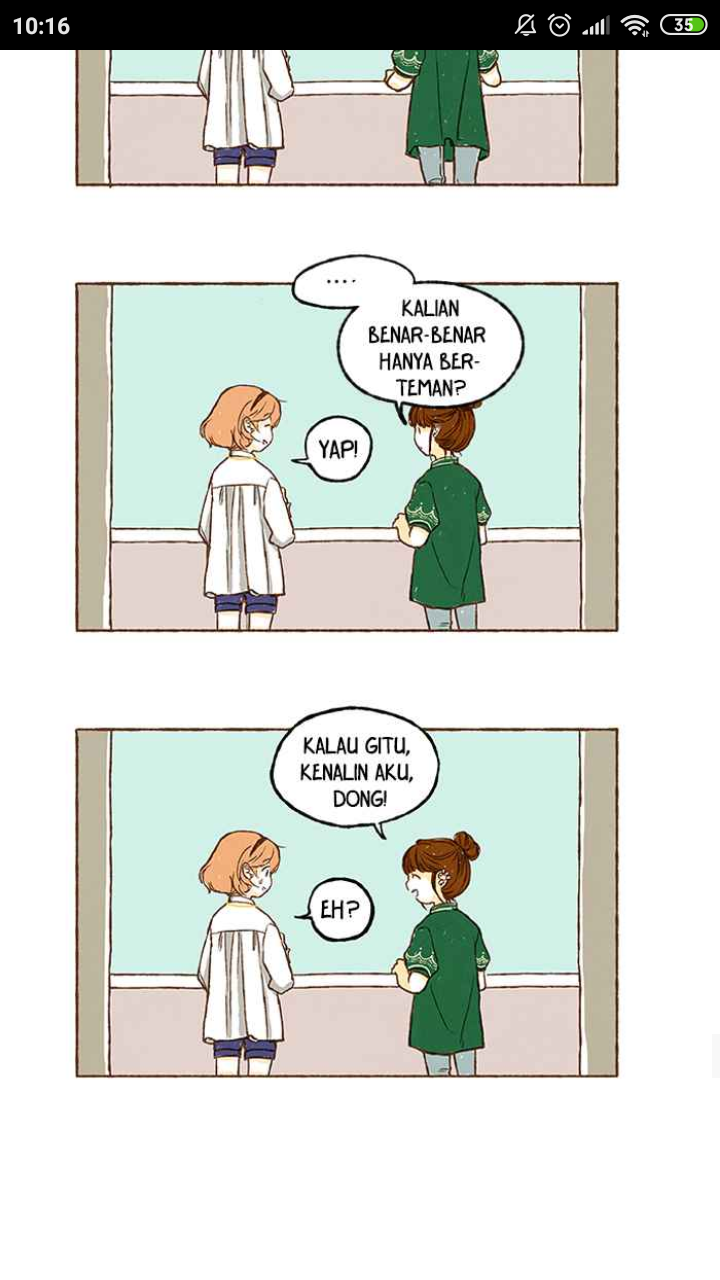 10:16
35
....
KALIAN
BENAR-BENAR
HANYA BER-
TEMAN?
YAP!
KALAU GITU,
KENALIN AKU,
DONG!
EH?